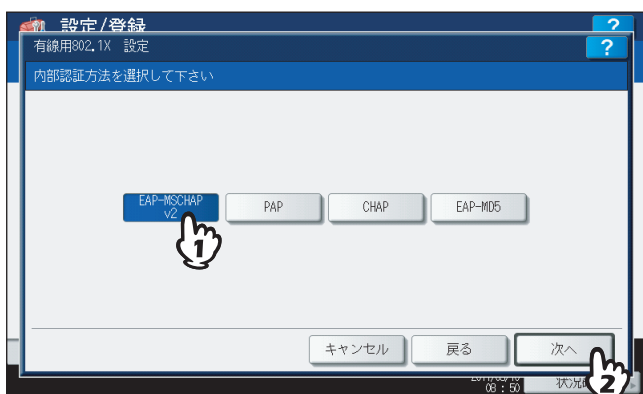 設定/登録
?
有線用802.1X 設定
?
内部認証方法を選択して下さい
EAP-MSCHAP
v2
PAP
CHAP
EAP-MD5
1
キャンセル
戻る
次へ
2
08:50
状況